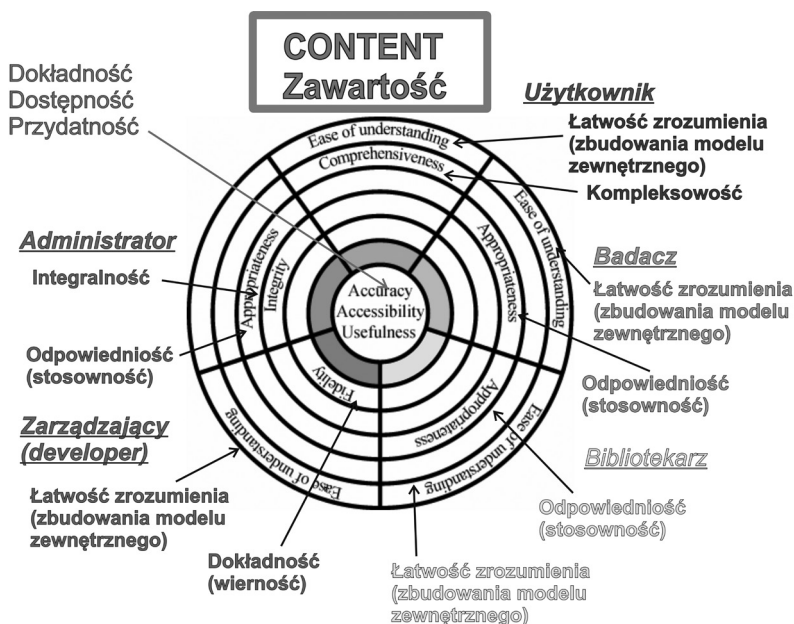 CONTENT
Zawartość
Dokładność
Dostępność
Przydatność
Użytkownik
Łatwość zrozumienia
(zbudowania modelu
zewnętrznego)
Kompleksowość
Ease of understanding
Comprehensiveness
Administrator
Integralność
Odpowiedniość
(stosowność)
Appropriateness
Integrity
Accuracy
Accessibility
Usefulness
Appropriateness
Ease of understanding
Badacz
Łatwość zrozumienia
(zbudowania modelu
zewnętrznego)
Odpowiedniość
(stosowność)
Zarządzający
(developer)
Łatwość zrozumienia
(zbudowania modelu
zewnętrznego)
Dokładność
(wierność)
Fidelity
Ease of understanding
Appropriateness
Ease of understanding
Bibliotekarz
Odpowiedniość
(stosowność)
Łatwość zrozumienia
(zbudowania modelu
zewnętrznego)